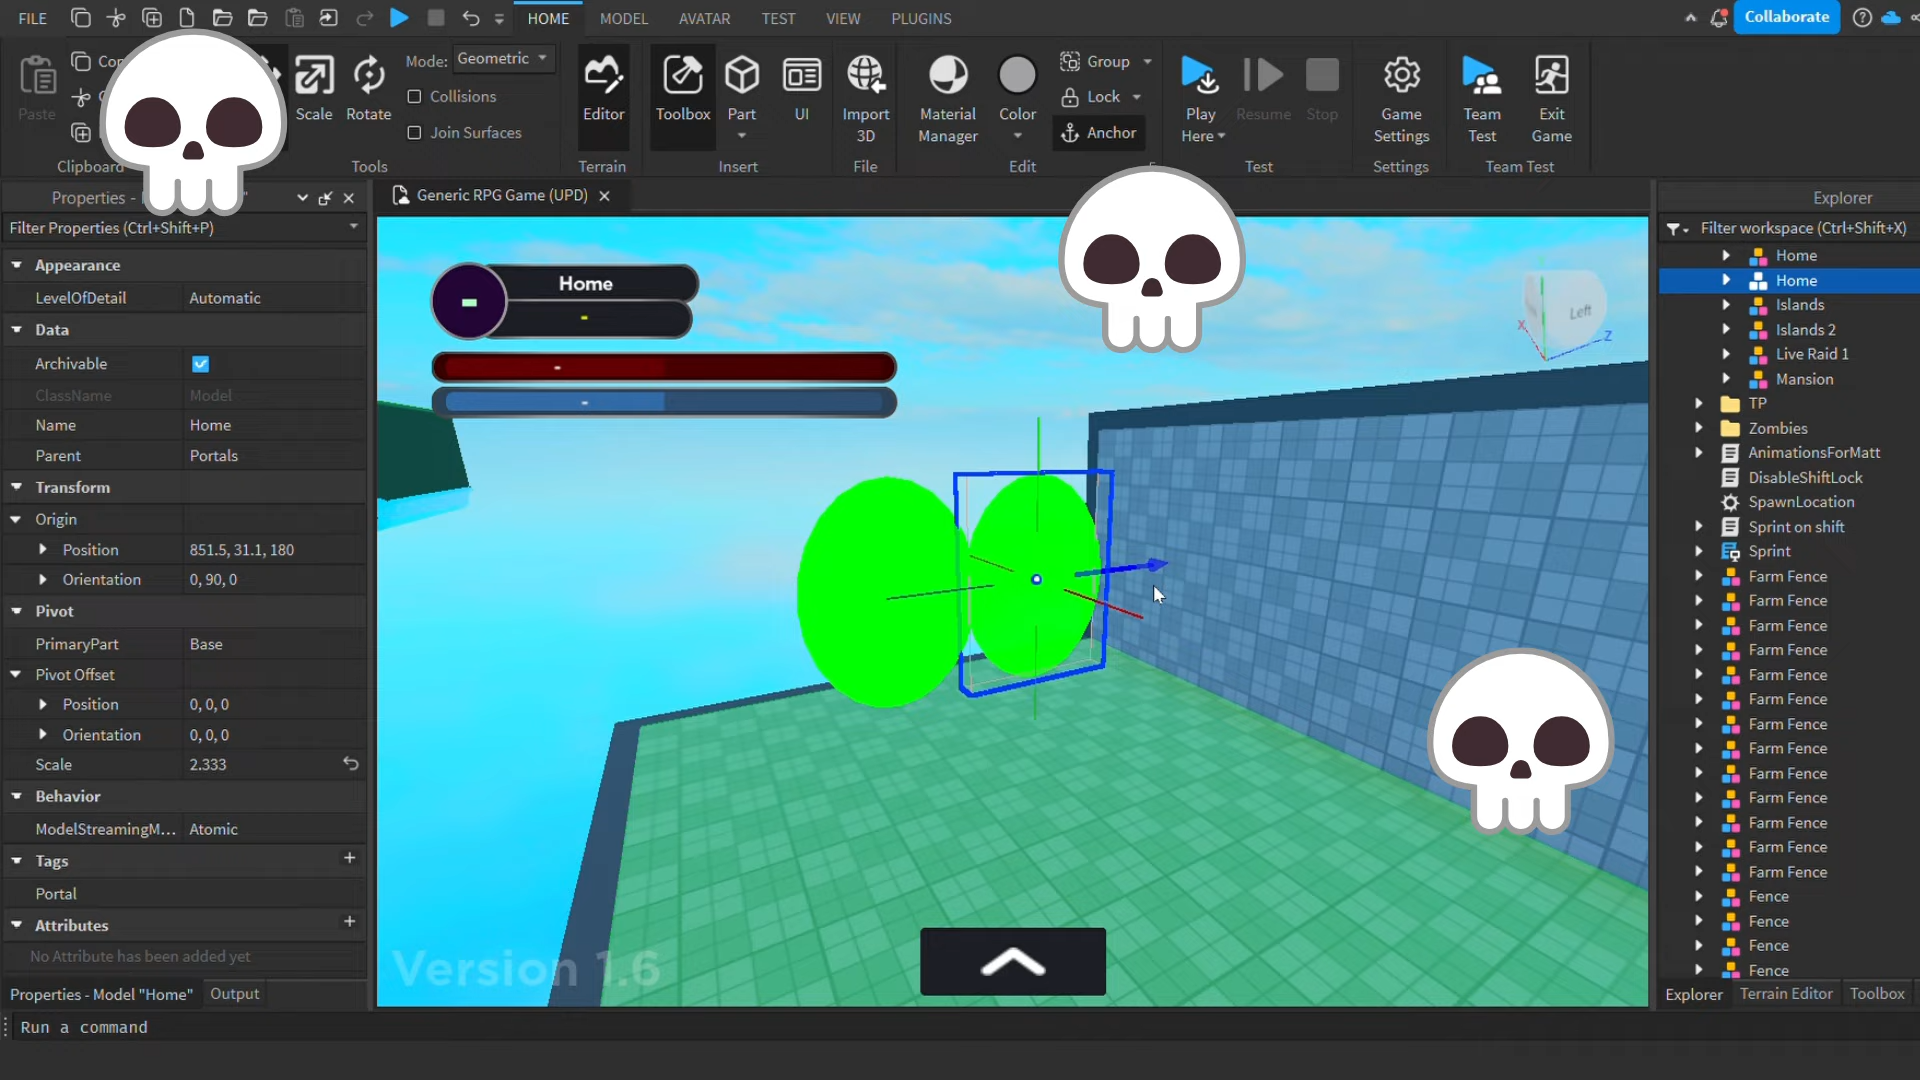 FILE HOME MODEL AVATAR TEST VIEW PLUGINS Collaborate
Paste
Scale Rotate
Mode: Geometric
Collisions
Join Surfaces
Editor Toolbox Part UI Import 3D
Material Manager Color
Group
Lock
Anchor
Play Here Resume Stop
Game Settings
Team Test
Exit Game
Clipboard Tools Terrain Insert File Edit Test Settings Team Test
Properties -
Generic RPG Game (UPD)
Explorer
Filter Properties (Ctrl+Shift+P)
Filter workspace (Ctrl+Shift+X)
Appearance
LevelOfDetail Automatic
Data
Archivable
ClassName Model
Name Home
Parent Portals
Transform
Origin
Position 851.5, 31.1, 180
Orientation 0, 90, 0
Pivot
PrimaryPart Base
Pivot Offset
Position 0, 0, 0
Orientation 0, 0, 0
Scale 2.333
Behavior
ModelStreamingM... Atomic
Tags
Portal
Attributes
No Attribute has been added yet
Properties - Model "Home" Output
Run a command
Home
-
-
-
-
Left
X
Z
Version 1.6
Home
Home
Islands
Islands 2
Live Raid 1
Mansion
TP
Zombies
AnimationsForMatt
DisableShiftLock
SpawnLocation
Sprint on shift
Sprint
Farm Fence
Farm Fence
Farm Fence
Farm Fence
Farm Fence
Farm Fence
Farm Fence
Farm Fence
Farm Fence
Farm Fence
Farm Fence
Farm Fence
Farm Fence
Fence
Fence
Fence
Fence
Explorer Terrain Editor Toolbox